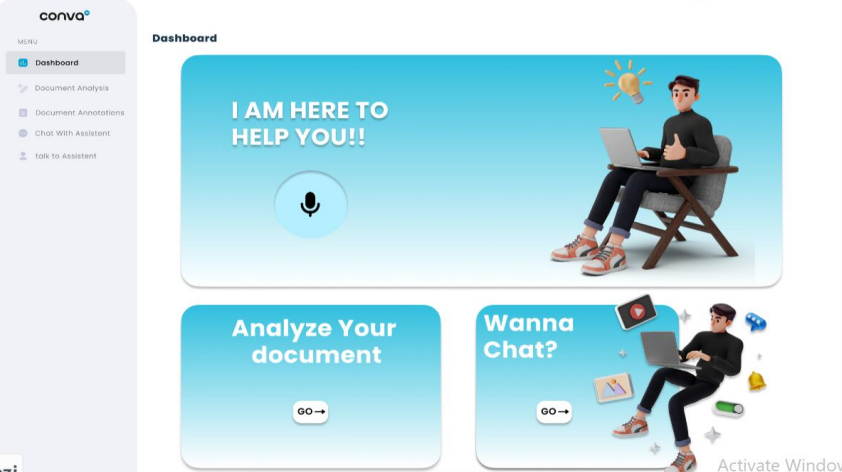 conva
MENU
Dashboard
Document Analysis
Document Annotations
Chat With Assistent
talk to Assistent
Dashboard
I AM HERE TO
HELP YOU!!
Analyze Your
document
GO→
Wanna
Chat?
GO→
Activate Window